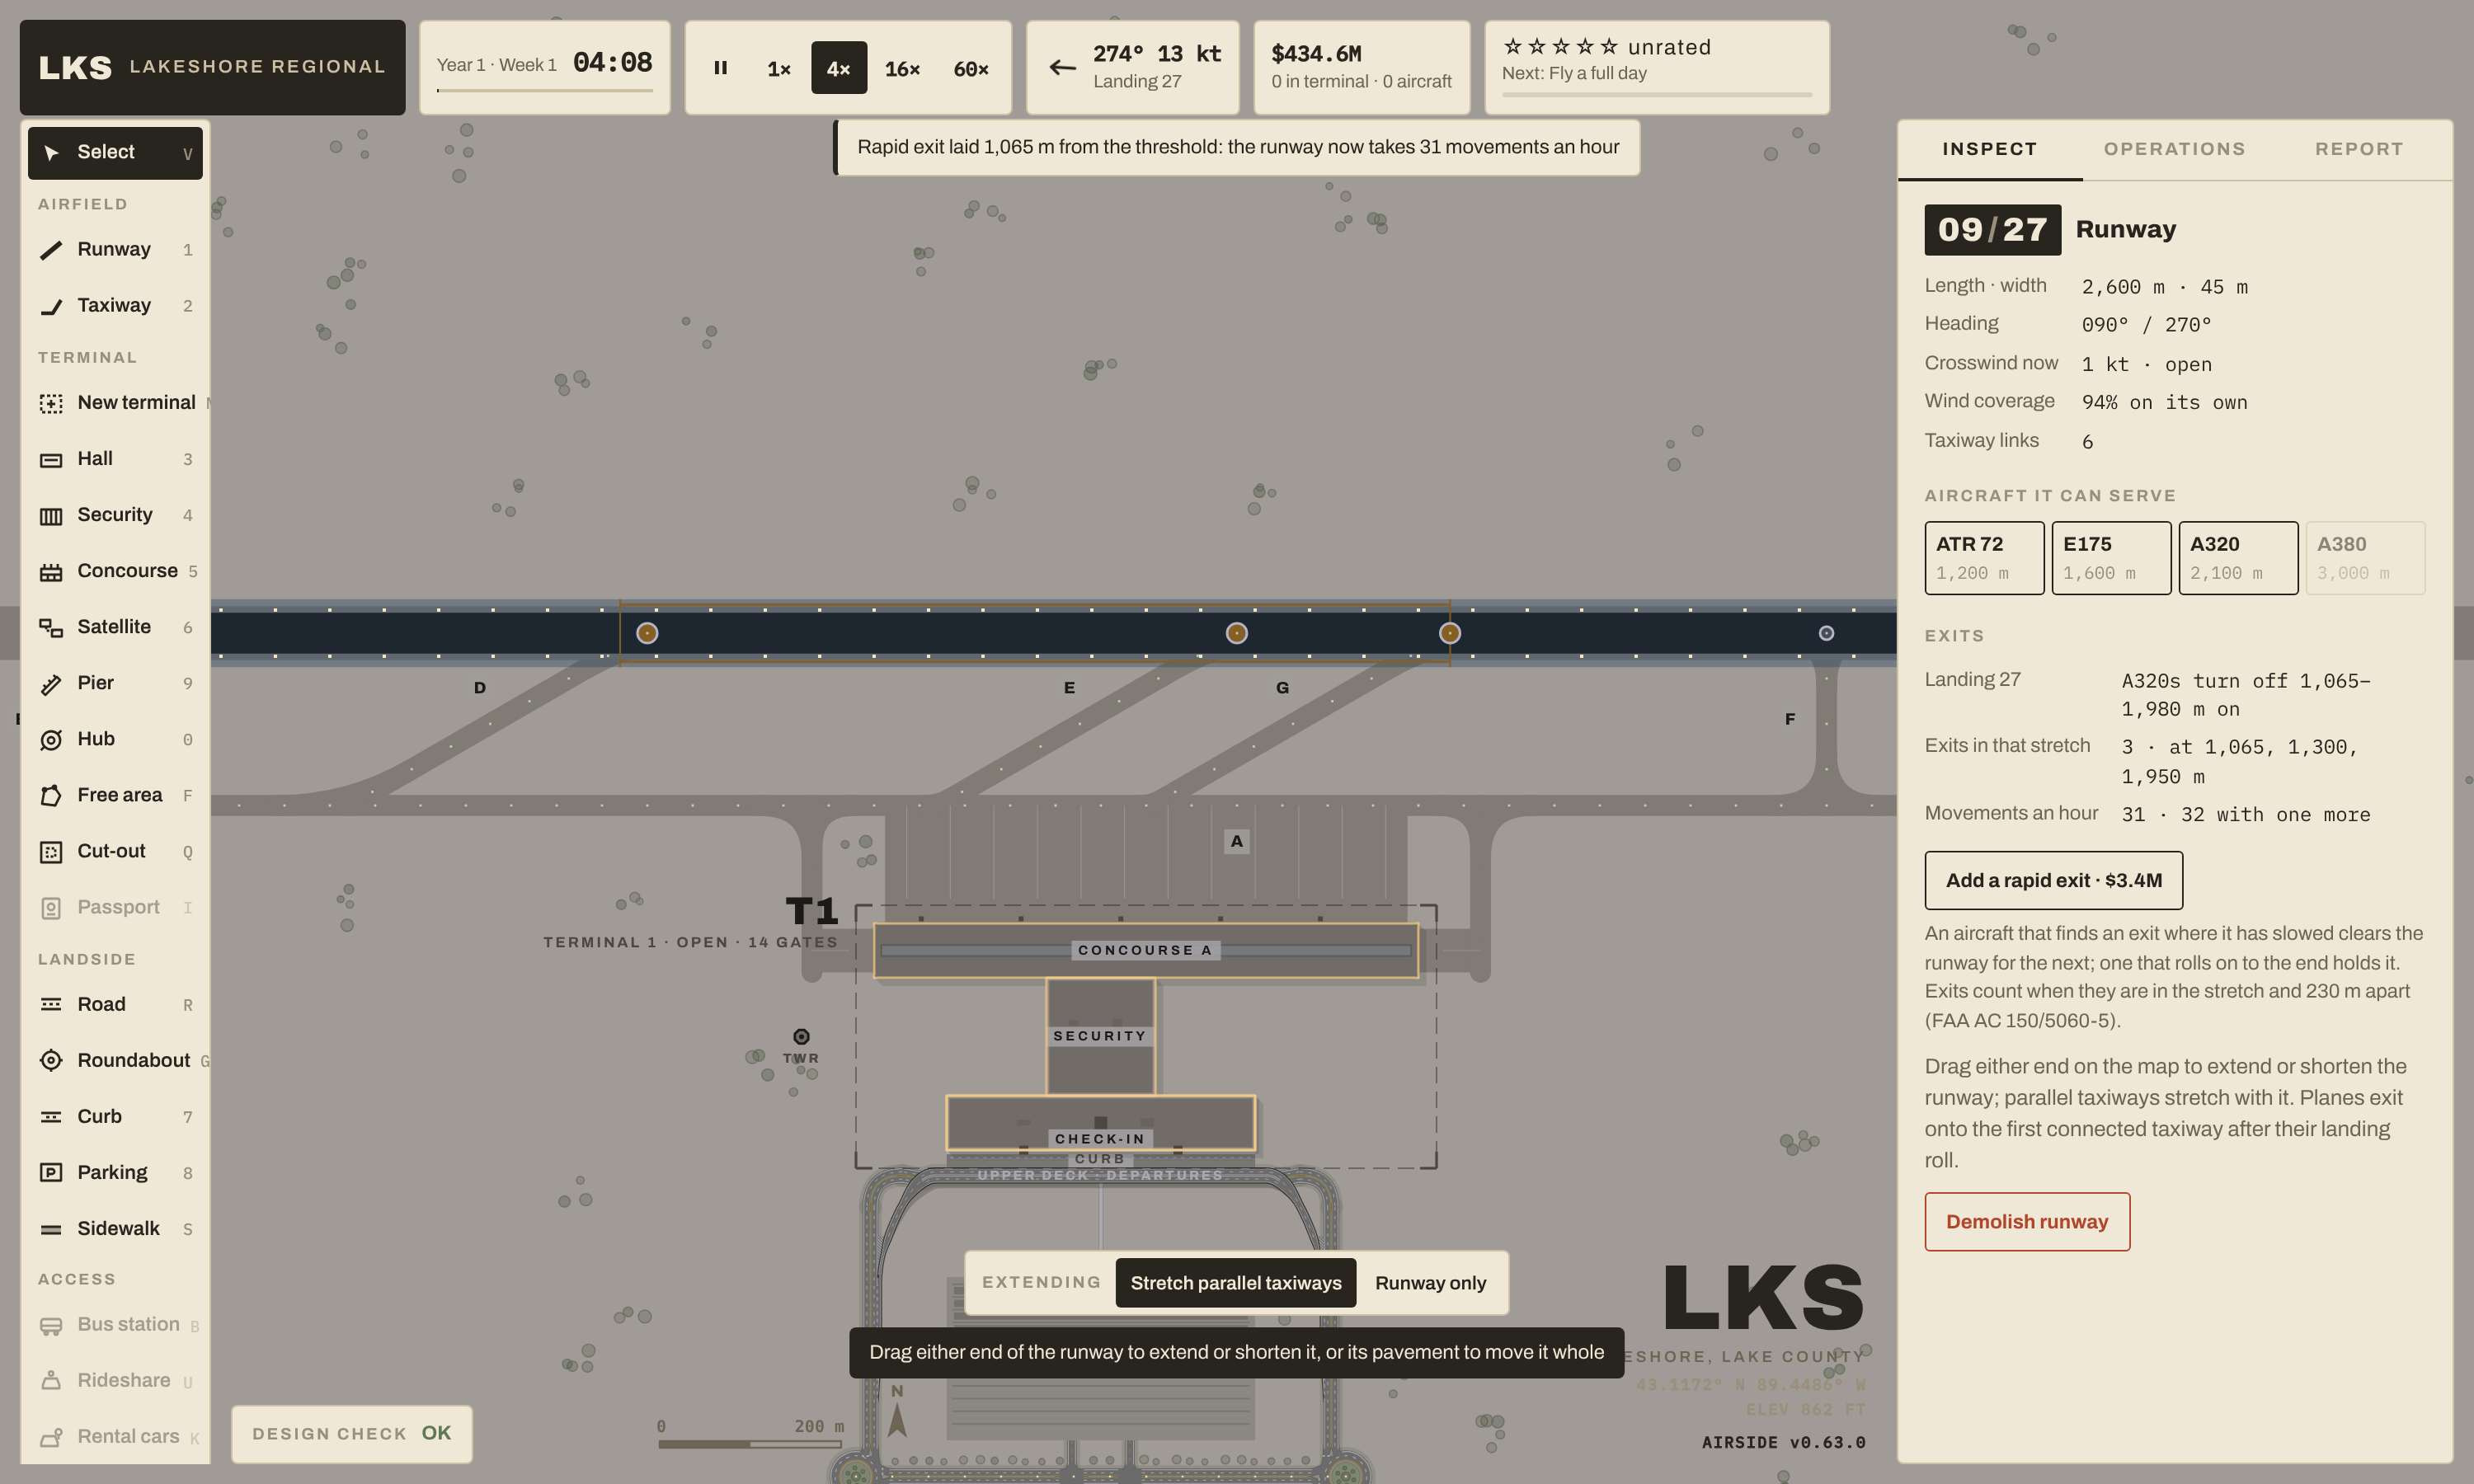 LKS LAKESHORE REGIONAL
Year 1 · Week 1 04:08
1× 4× 16× 60×
274° 13 kt
Landing 27
$434.6M
0 in terminal · 0 aircraft
☆☆☆☆☆ unrated
Next: Fly a full day
Rapid exit laid 1,065 m from the threshold: the runway now takes 31 movements an hour
Select V
AIRFIELD
Runway 1
Taxiway 2
TERMINAL
New terminal
Hall 3
Security 4
Concourse 5
Satellite 6
Pier 9
Hub 0
Free area F
Cut-out Q
Passport I
LANDSIDE
Road R
Roundabout G
Curb 7
Parking 8
Sidewalk S
ACCESS
Bus station B
Rideshare U
Rental cars K
D
E
G
F
A
T1
TERMINAL 1 · OPEN · 14 GATES
CONCOURSE A
SECURITY
TWR
CHECK-IN
CURB
UPPER DECK · DEPARTURES
EXTENDING Stretch parallel taxiways Runway only
Drag either end of the runway to extend or shorten it, or its pavement to move it whole
DESIGN CHECK OK
0 200 m
N
LKS
ESHORE, LAKE COUNTY
43.1172° N 89.4486° W
ELEV 862 FT
AIRSIDE v0.63.0
INSPECT OPERATIONS REPORT
09/27 Runway
Length · width 2,600 m · 45 m
Heading 090° / 270°
Crosswind now 1 kt · open
Wind coverage 94% on its own
Taxiway links 6
AIRCRAFT IT CAN SERVE
ATR 72 E175 A320 A380
1,200 m 1,600 m 2,100 m 3,000 m
EXITS
Landing 27 A320s turn off 1,065–
1,980 m on
Exits in that stretch 3 · at 1,065, 1,300,
1,950 m
Movements an hour 31 · 32 with one more
Add a rapid exit · $3.4M
An aircraft that finds an exit where it has slowed clears the
runway for the next; one that rolls on to the end holds it.
Exits count when they are in the stretch and 230 m apart
(FAA AC 150/5060-5).
Drag either end on the map to extend or shorten the
runway; parallel taxiways stretch with it. Planes exit
onto the first connected taxiway after their landing
roll.
Demolish runway